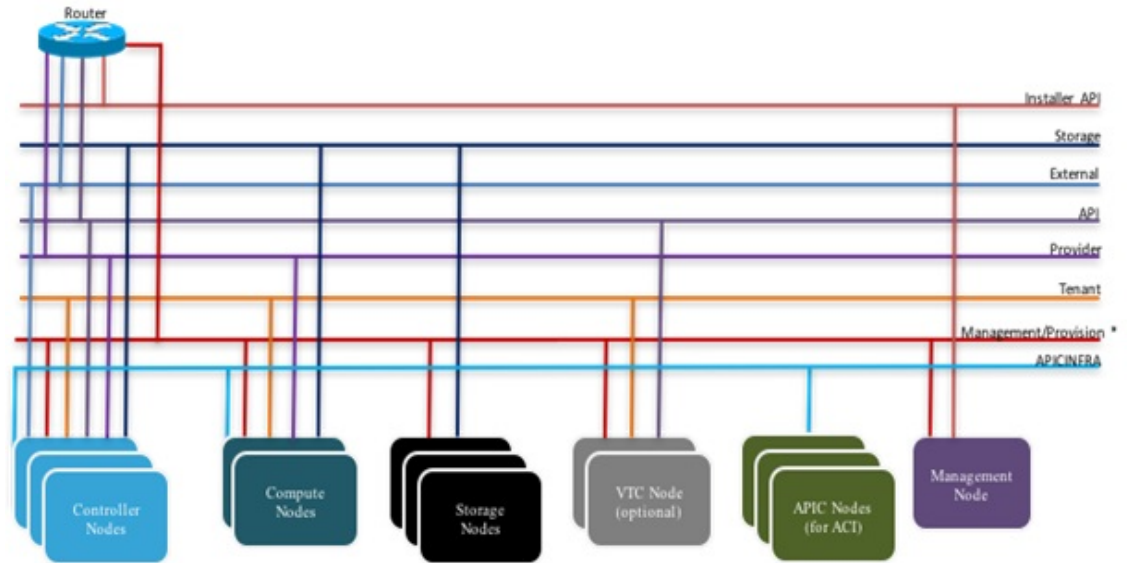 Router
Installer API
Storage
External
API
Provider
Tenant
Management/Provision *
APICINFRA
Controller
Nodes
Compute
Nodes
Storage
Nodes
VTC Node
(optional)
APIC Nodes
(for ACI)
Management
Node